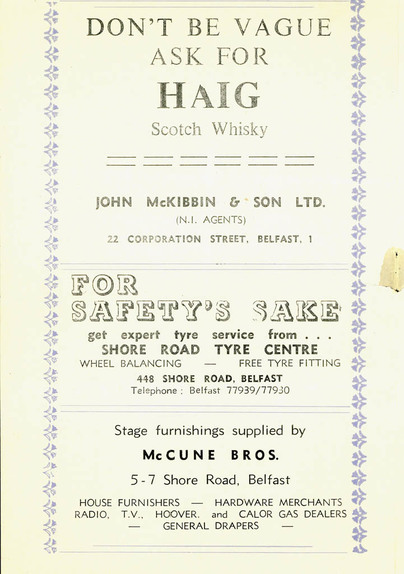 DON'T BE VAGUE
ASK FOR
HAIG
Scotch Whisky
JOHN McKIBBIN & SON LTD.
(N.I. AGENTS)
22 CORPORATION STREET, BELFAST, 1
FOR
SAFETY'S SAKE
get expert tyre service from . . .
SHORE ROAD TYRE CENTRE
WHEEL BALANCING — FREE TYRE FITTING
448 SHORE ROAD, BELFAST
Telephone : Belfast 77939/77930
Stage furnishings supplied by
McCUNE BROS.
5-7 Shore Road, Belfast
HOUSE FURNISHERS — HARDWARE MERCHANTS
RADIO, T.V., HOOVER. and CALOR GAS DEALERS
— GENERAL DRAPERS —